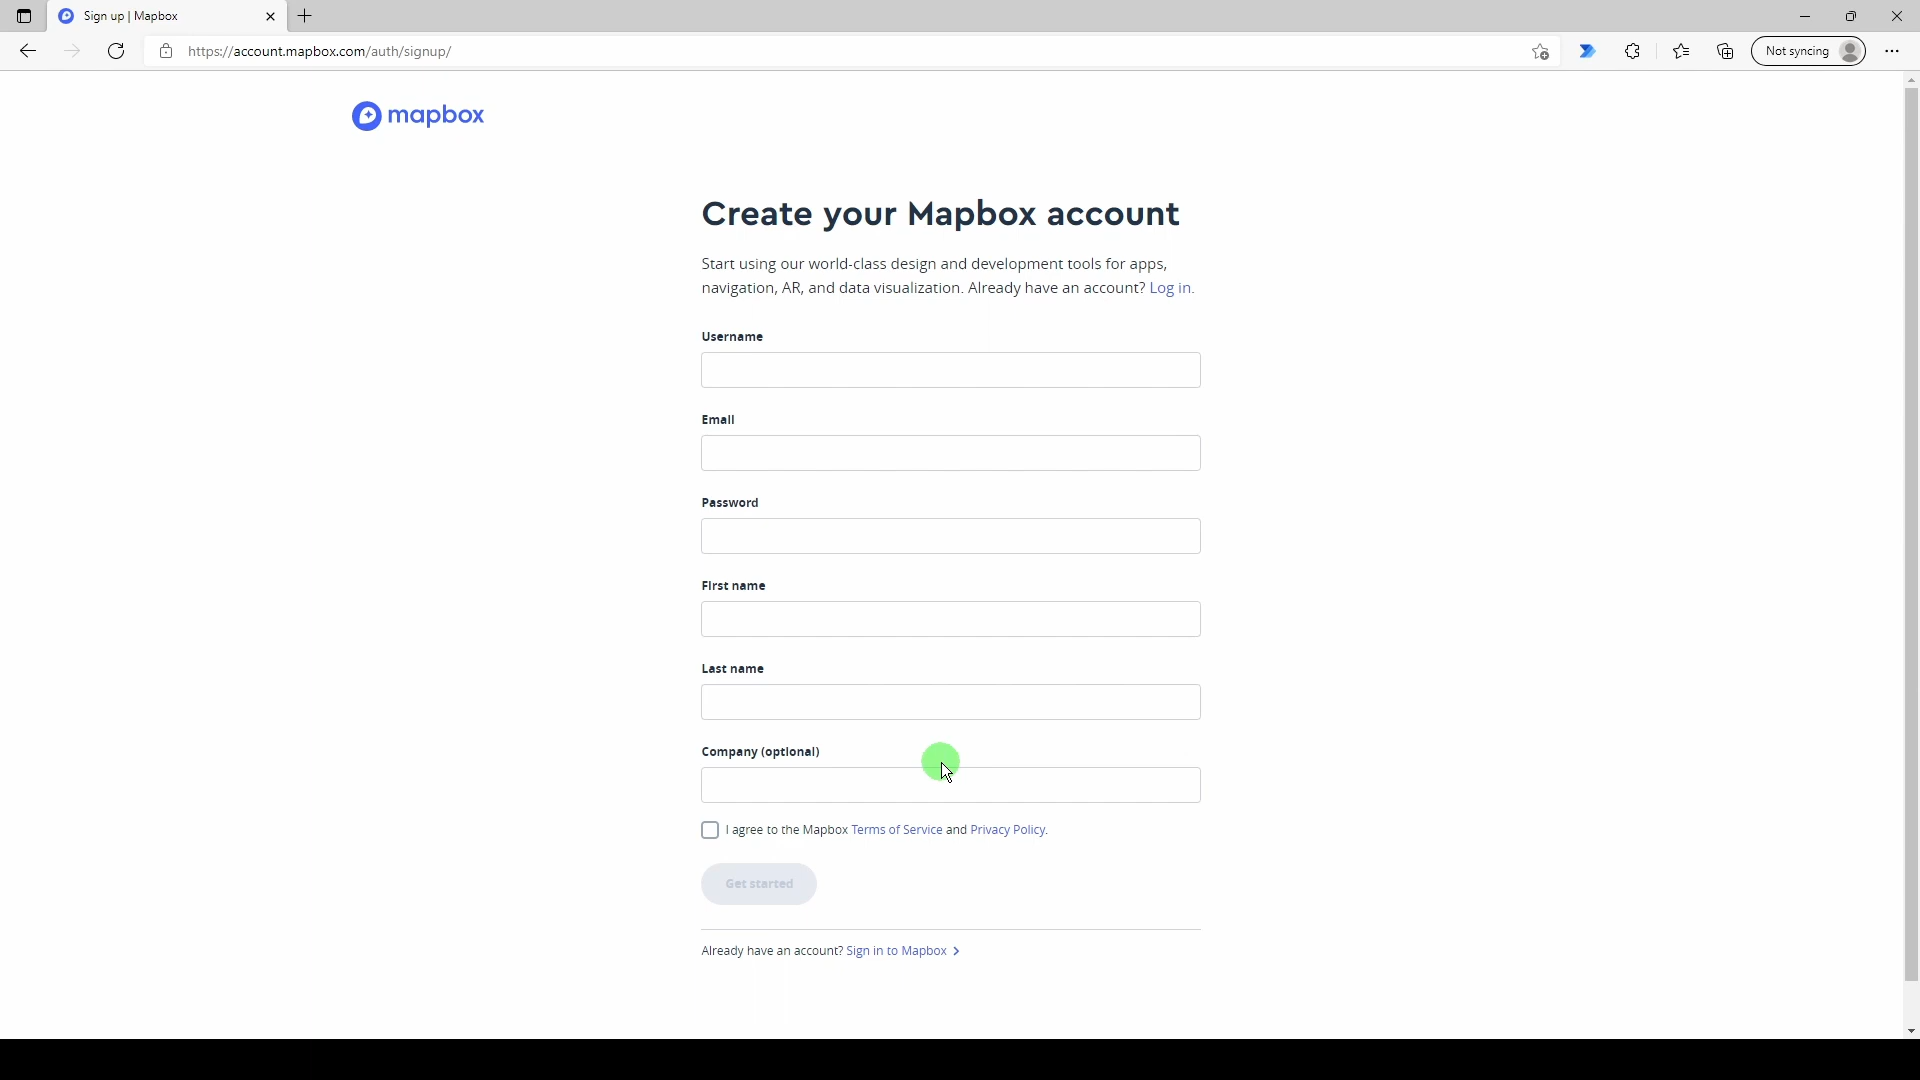 Sign up | Mapbox
https://account.mapbox.com/auth/signup/
Not syncing
mapbox
Create your Mapbox account
Start using our world-class design and development tools for apps,
navigation, AR, and data visualization. Already have an account? Log in.
Username
Email
Password
First name
Last name
Company (optional)
I agree to the Mapbox Terms of Service and Privacy Policy.
Get started
Already have an account? Sign in to Mapbox